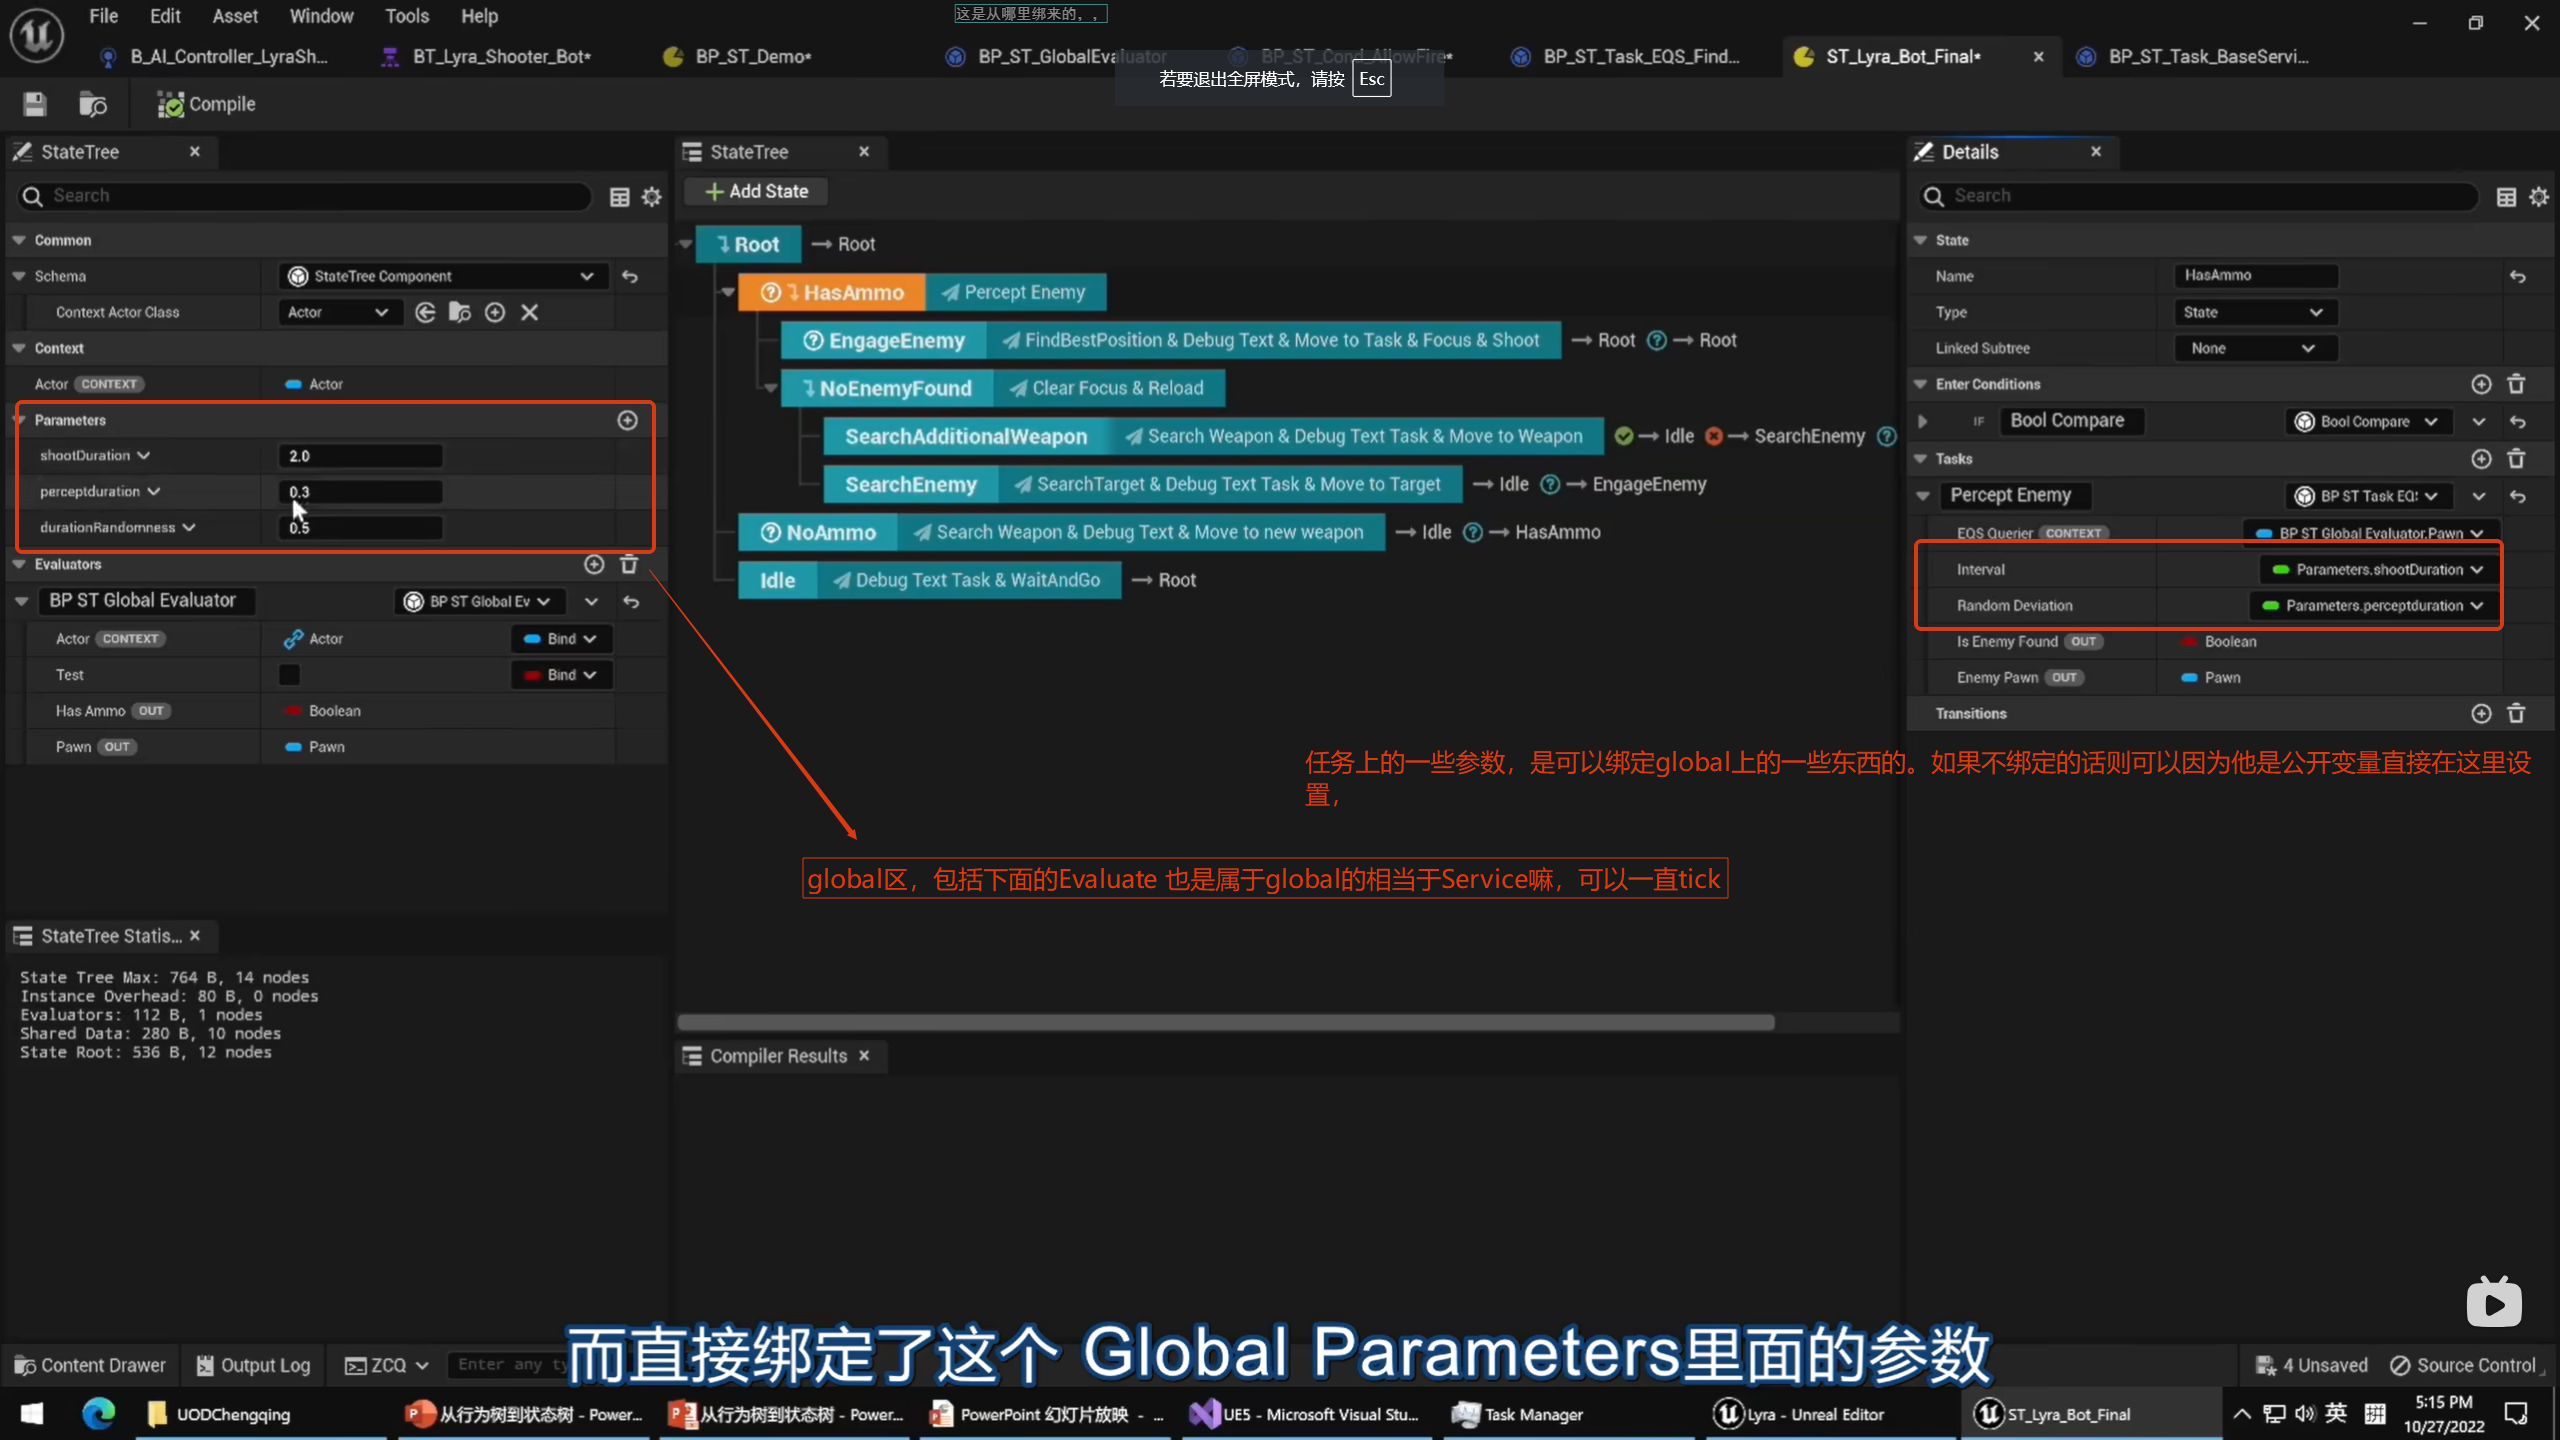 File Edit Asset Window Tools Help
这是从哪里绑来的，，
B_AI_Controller_LyraSh...
BT_Lyra_Shooter_Bot*
BP_ST_Demo*
BP_ST_GlobalEvaluator
BP_ST_Cond_AllowFire*
BP_ST_Task_EQS_Find...
ST_Lyra_Bot_Final*
BP_ST_Task_BaseServi...
若要退出全屏模式，请按 Esc
Compile
StateTree
Search
Common
Schema StateTree Component
Context Actor Class Actor
Context
Actor CONTEXT Actor
Parameters
shootDuration 2.0
perceptduration 0.3
durationRandomness 0.5
Evaluators
BP ST Global Evaluator BP ST Global Ev
Actor CONTEXT Actor Bind
Test Bind
Has Ammo OUT Boolean
Pawn OUT Pawn
StateTree Statis...
State Tree Max: 764 B, 14 nodes
Instance Overhead: 80 B, 0 nodes
Evaluators: 112 B, 1 nodes
Shared Data: 280 B, 10 nodes
State Root: 536 B, 12 nodes
StateTree
Add State
Root Root
HasAmmo Percept Enemy
EngageEnemy FindBestPosition & Debug Text & Move to Task & Focus & Shoot Root Root
NoEnemyFound Clear Focus & Reload
SearchAdditionalWeapon Search Weapon & Debug Text Task & Move to Weapon Idle SearchEnemy
SearchEnemy SearchTarget & Debug Text Task & Move to Target Idle EngageEnemy
NoAmmo Search Weapon & Debug Text & Move to new weapon Idle HasAmmo
Idle Debug Text Task & WaitAndGo Root
任务上的一些参数，是可以绑定global上的一些东西的。如果不绑定的话则可以因为他是公开变量直接在这里设
置，
global区，包括下面的Evaluate 也是属于global的相当于Service嘛，可以一直tick
Compiler Results
Details
Search
State
Name HasAmmo
Type State
Linked Subtree None
Enter Conditions
IF Bool Compare Bool Compare
Tasks
Percept Enemy BP ST Task EQ
EQS Querier CONTEXT BP ST Global Evaluator.Pawn
Interval Parameters.shootDuration
Random Deviation Parameters.perceptduration
Is Enemy Found OUT Boolean
Enemy Pawn OUT Pawn
Transitions
而直接绑定了这个 Global Parameters里面的参数
Content Drawer Output Log ZCQ Enter any ty
4 Unsaved Source Control
UODChengqing
从行为树到状态树 - Power...
从行为树到状态树 - Power...
PowerPoint 幻灯片放映 - ...
UE5 - Microsoft Visual Stu...
Task Manager
Lyra - Unreal Editor
ST_Lyra_Bot_Final
英 拼
5:15 PM
10/27/2022